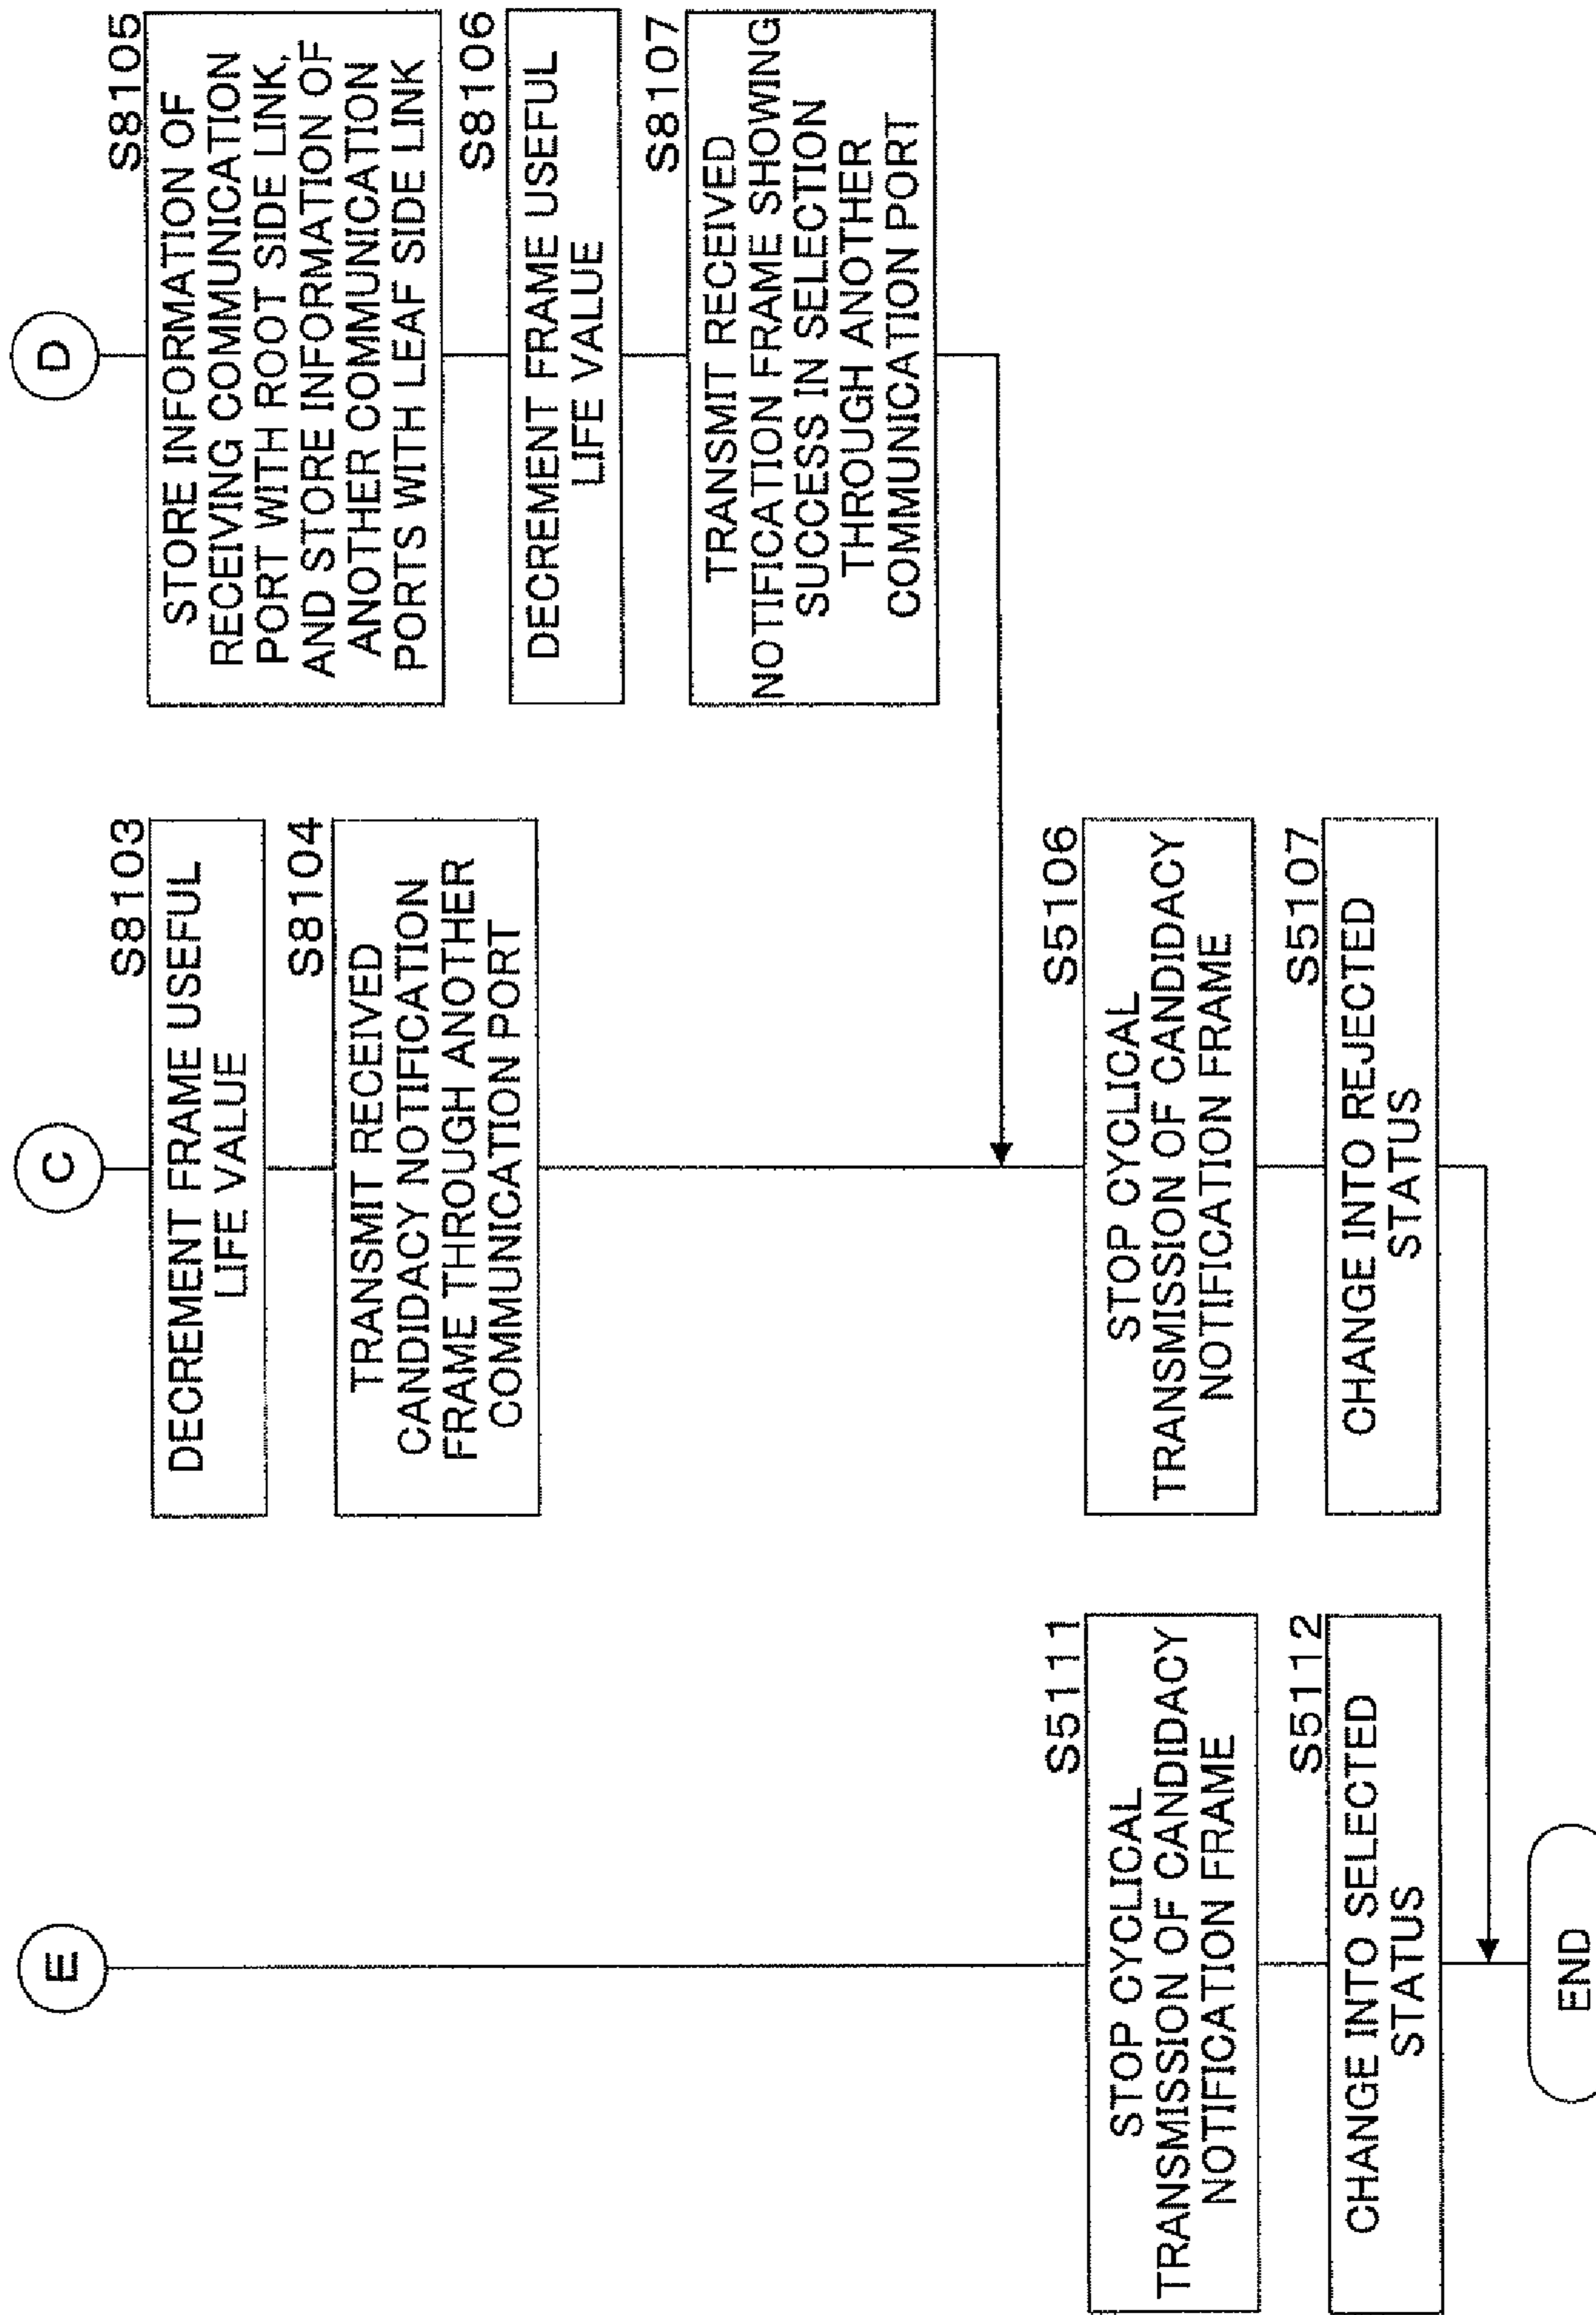 E
S5111
STOP CYCLICAL
TRANSMISSION OF CANDIDACY
NOTIFICATION FRAME
S5112
CHANGE INTO SELECTED
STATUS
END
C
S8103
DECREMENT FRAME USEFUL
LIFE VALUE
S8104
TRANSMIT RECEIVED
CANDIDACY NOTIFICATION
FRAME THROUGH ANOTHER
COMMUNICATION PORT
S5106
STOP CYCLICAL
TRANSMISSION OF CANDIDACY
NOTIFICATION FRAME
S5107
CHANGE INTO REJECTED
STATUS
D
S8105
STORE INFORMATION OF
RECEIVING COMMUNICATION
PORT WITH ROOT SIDE LINK,
AND STORE INFORMATION OF
ANOTHER COMMUNICATION
PORTS WITH LEAF SIDE LINK
S8106
DECREMENT FRAME USEFUL
LIFE VALUE
S8107
TRANSMIT RECEIVED
NOTIFICATION FRAME SHOWING
SUCCESS IN SELECTION
THROUGH ANOTHER
COMMUNICATION PORT